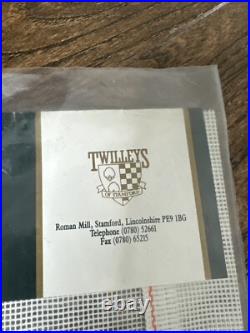 TWILLEYS
OF STAMFORD
Roman Mill, Stamford, Lincolnshire PE9 1BG
Telephone (0780) 52661
Fax (0780) 65215